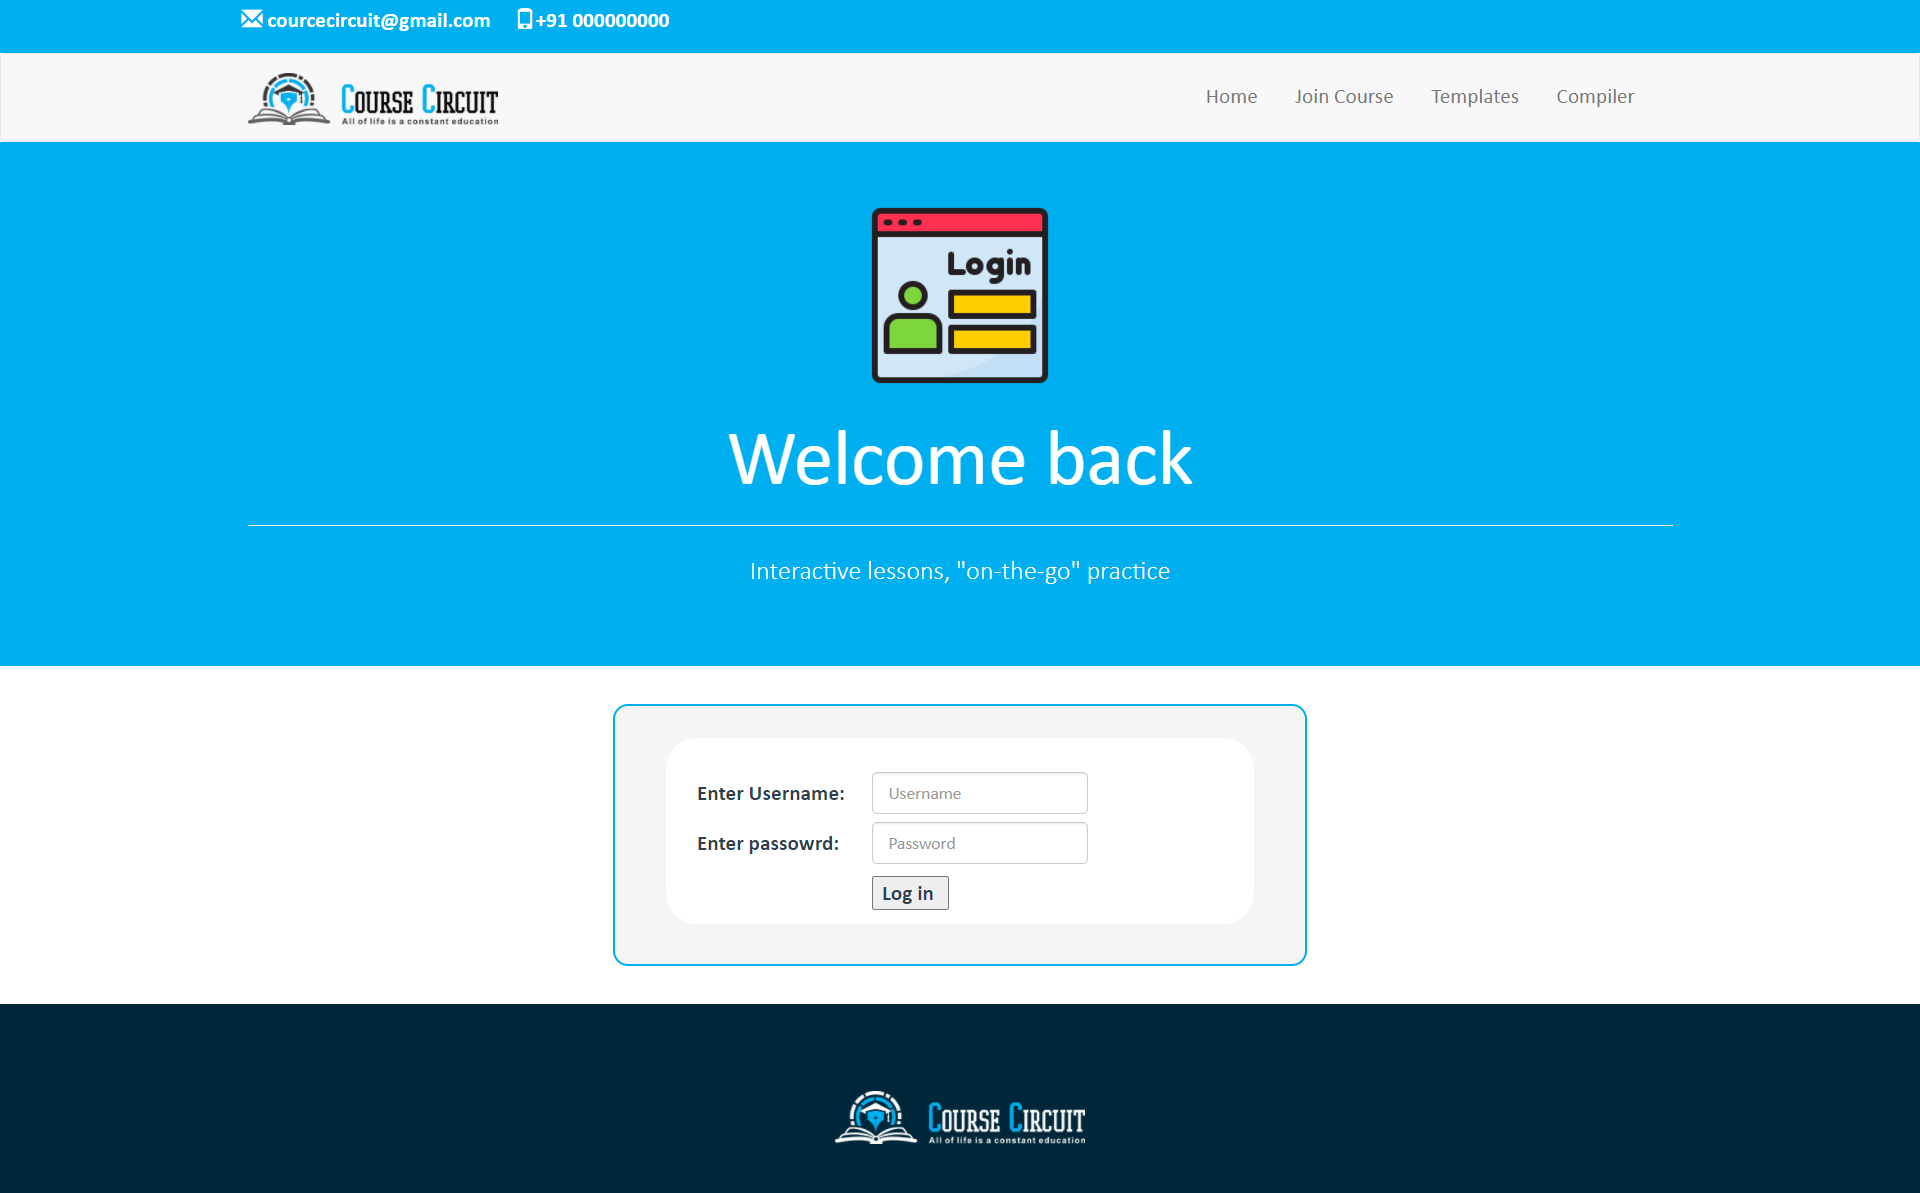 courcecircuit@gmail.com +91 000000000
COURSE CIRCUIT
All of life is a constant education
Home Join Course Templates Compiler
Login
Welcome back
Interactive lessons, "on-the-go" practice
Enter Username: Username
Enter passowrd: Password
Log in
COURSE CIRCUIT
All of life is a constant education